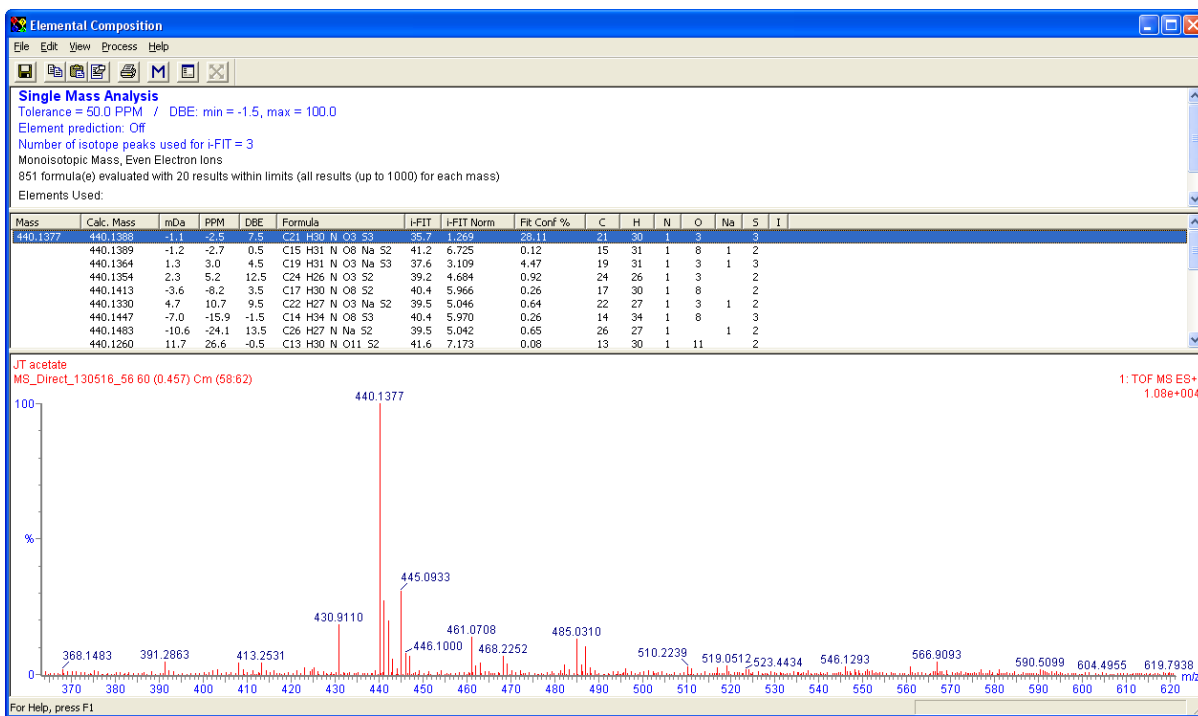 Elemental Composition
File Edit View Process Help
M
Single Mass Analysis
Tolerance = 50.0 PPM / DBE: min = -1.5, max = 100.0
Element prediction: Off
Number of isotope peaks used for i-FIT = 3
Monoisotopic Mass, Even Electron Ions
851 formula(e) evaluated with 20 results within limits (all results (up to 1000) for each mass)
Elements Used:
Mass Calc. Mass mDa PPM DBE Formula i-FIT i-FIT Norm Fit Conf % C H N O Na S I
440.1377 440.1388 -1.1 -2.5 7.5 C21 H30 N O3 S3 35.7 1.269 28.11 21 30 1 3 3
440.1389 -1.2 -2.7 0.5 C15 H31 N O8 Na S2 41.2 6.725 0.12 15 31 1 8 1 2
440.1364 1.3 3.0 4.5 C19 H31 N O3 Na S3 37.6 3.109 4.47 19 31 1 3 1 3
440.1354 2.3 5.2 12.5 C24 H26 N O3 S2 39.2 4.684 0.92 24 26 1 3 2
440.1413 -3.6 -8.2 3.5 C17 H30 N O8 S2 40.4 5.966 0.26 17 30 1 8 2
440.1330 4.7 10.7 9.5 C22 H27 N O3 Na S2 39.5 5.046 0.64 22 27 1 3 1 2
440.1447 -7.0 -15.9 -1.5 C14 H34 N O8 S3 40.4 5.970 0.26 14 34 1 8 3
440.1483 -10.6 -24.1 13.5 C26 H27 N Na S2 39.5 5.042 0.65 26 27 1 1 2
440.1260 11.7 26.6 -0.5 C13 H30 N O11 S2 41.6 7.173 0.08 13 30 1 11 2
JT acetate
MS_Direct_130516_56 60 (0.457) Cm (58:62)
1: TOF MS ES+
1.08e+004
100
440.1377
%
445.0933
430.9110
461.0708
485.0310
446.1000
468.2252
368.1483
391.2863
413.2531
510.2239
519.0512
523.4434
546.1293
566.9093
590.5099
604.4955
619.7938
0
m/z
370 380 390 400 410 420 430 440 450 460 470 480 490 500 510 520 530 540 550 560 570 580 590 600 610 620
For Help, press F1